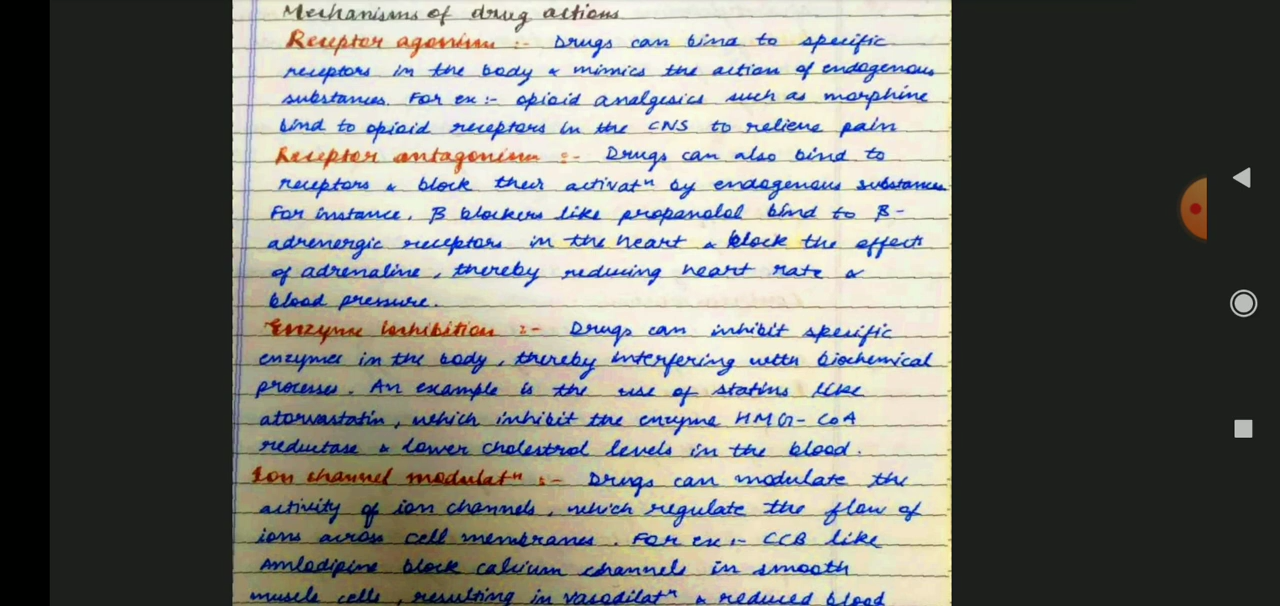 Mechanisms of drug actions
Receptor agonism :- Drugs can bind to specific
receptors in the body & mimics the action of endogenous
substances. For ex :- opioid analgesics such as morphine
bind to opioid receptors in the CNS to relieve pain
Receptor antagonism :- Drugs can also bind to
receptors & block their activatⁿ by endogenous substances
For instance, β blockers like propanolol bind to β-
adrenergic receptors in the heart & block the effects
of adrenaline, thereby reducing heart rate &
blood pressure.
Enzyme Inhibition :- Drugs can inhibit specific
enzymes in the body, thereby interfering with biochemical
processes. An example is the use of statins like
atorvastatin, which inhibit the enzyme HMG-CoA
reductase & lower cholestrol levels in the blood.
Ion channel modulatⁿ :- Drugs can modulate the
activity of ion channels, which regulate the flow of
ions across cell membranes. For ex :- CCB like
Amlodipine block calcium channels in smooth
muscle cells, resulting in vasodilatⁿ & reduced blood